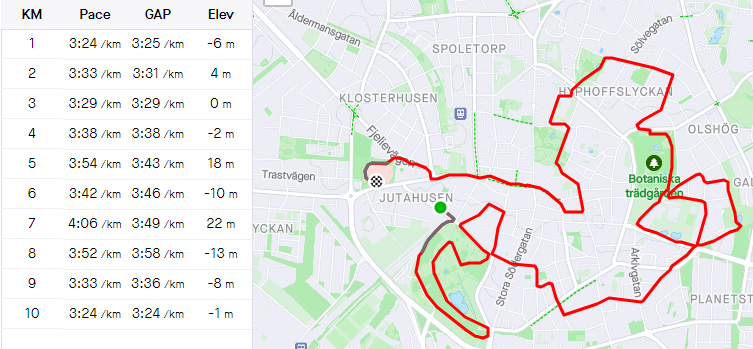 KM Pace GAP Elev
1 3:24 /km 3:25 /km -6 m
2 3:33 /km 3:31 /km 4 m
3 3:29 /km 3:29 /km 0 m
4 3:38 /km 3:38 /km -2 m
5 3:54 /km 3:43 /km 18 m
6 3:42 /km 3:46 /km -10 m
7 4:06 /km 3:49 /km 22 m
8 3:52 /km 3:58 /km -13 m
9 3:33 /km 3:36 /km -8 m
10 3:24 /km 3:24 /km -1 m
Åldermansgatan
SPOLETORP
Sölvegatan
KLOSTERHUSEN
HYPHOFFSLYCKAN
Fjelievägen
OLSHÖG
Trastvägen
Botaniska
trädgården
GAL
JUTAHUSEN
YCKAN
Stora Södergatan
Arkivgatan
PLANETST